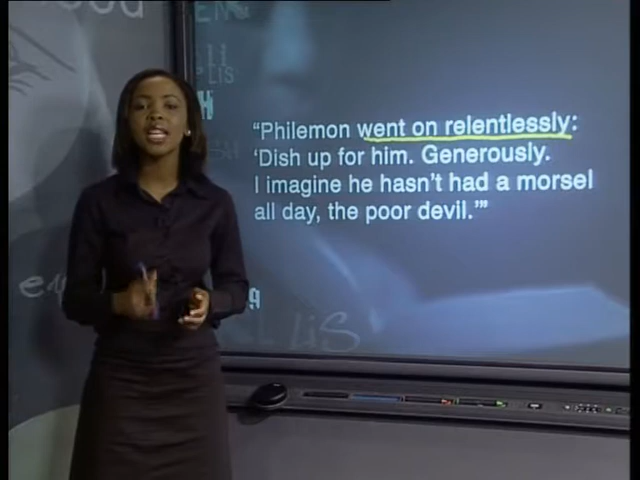 “Philemon went on relentlessly:
‘Dish up for him. Generously.
I imagine he hasn’t had a morsel
all day, the poor devil.’”